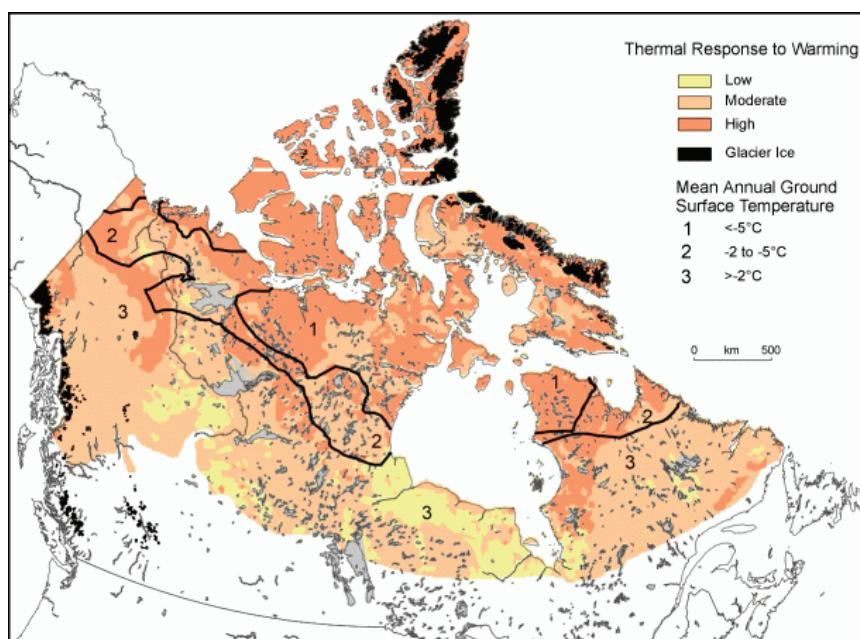 Thermal Response to Warming
Low
Moderate
High
Glacier Ice
Mean Annual Ground
Surface Temperature
1 <-5°C
2 -2 to -5°C
3 >-2°C
0 km 500
2
3
1
2
1
2
3
3